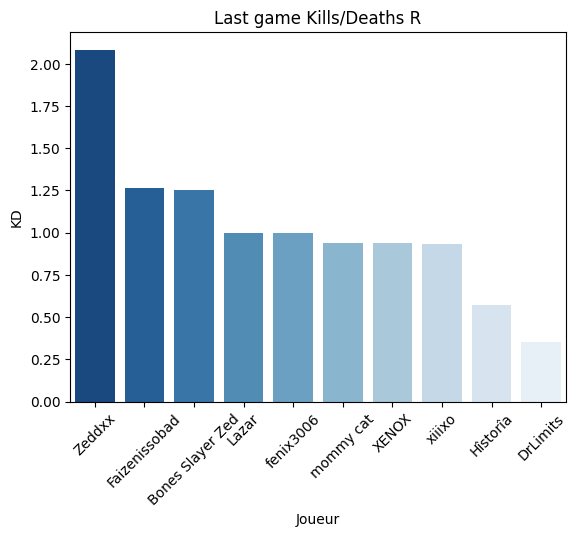 Last game Kills/Deaths R
2.00
1.75
1.50
1.25
1.00
0.75
0.50
0.25
0.00
KD
Zeddxx
Faizenissobad
Bones Slayer Zed
Lazar
fenix3006
mommy cat
XENOX
xiiixo
Hîstorîa
DrLimits
Joueur